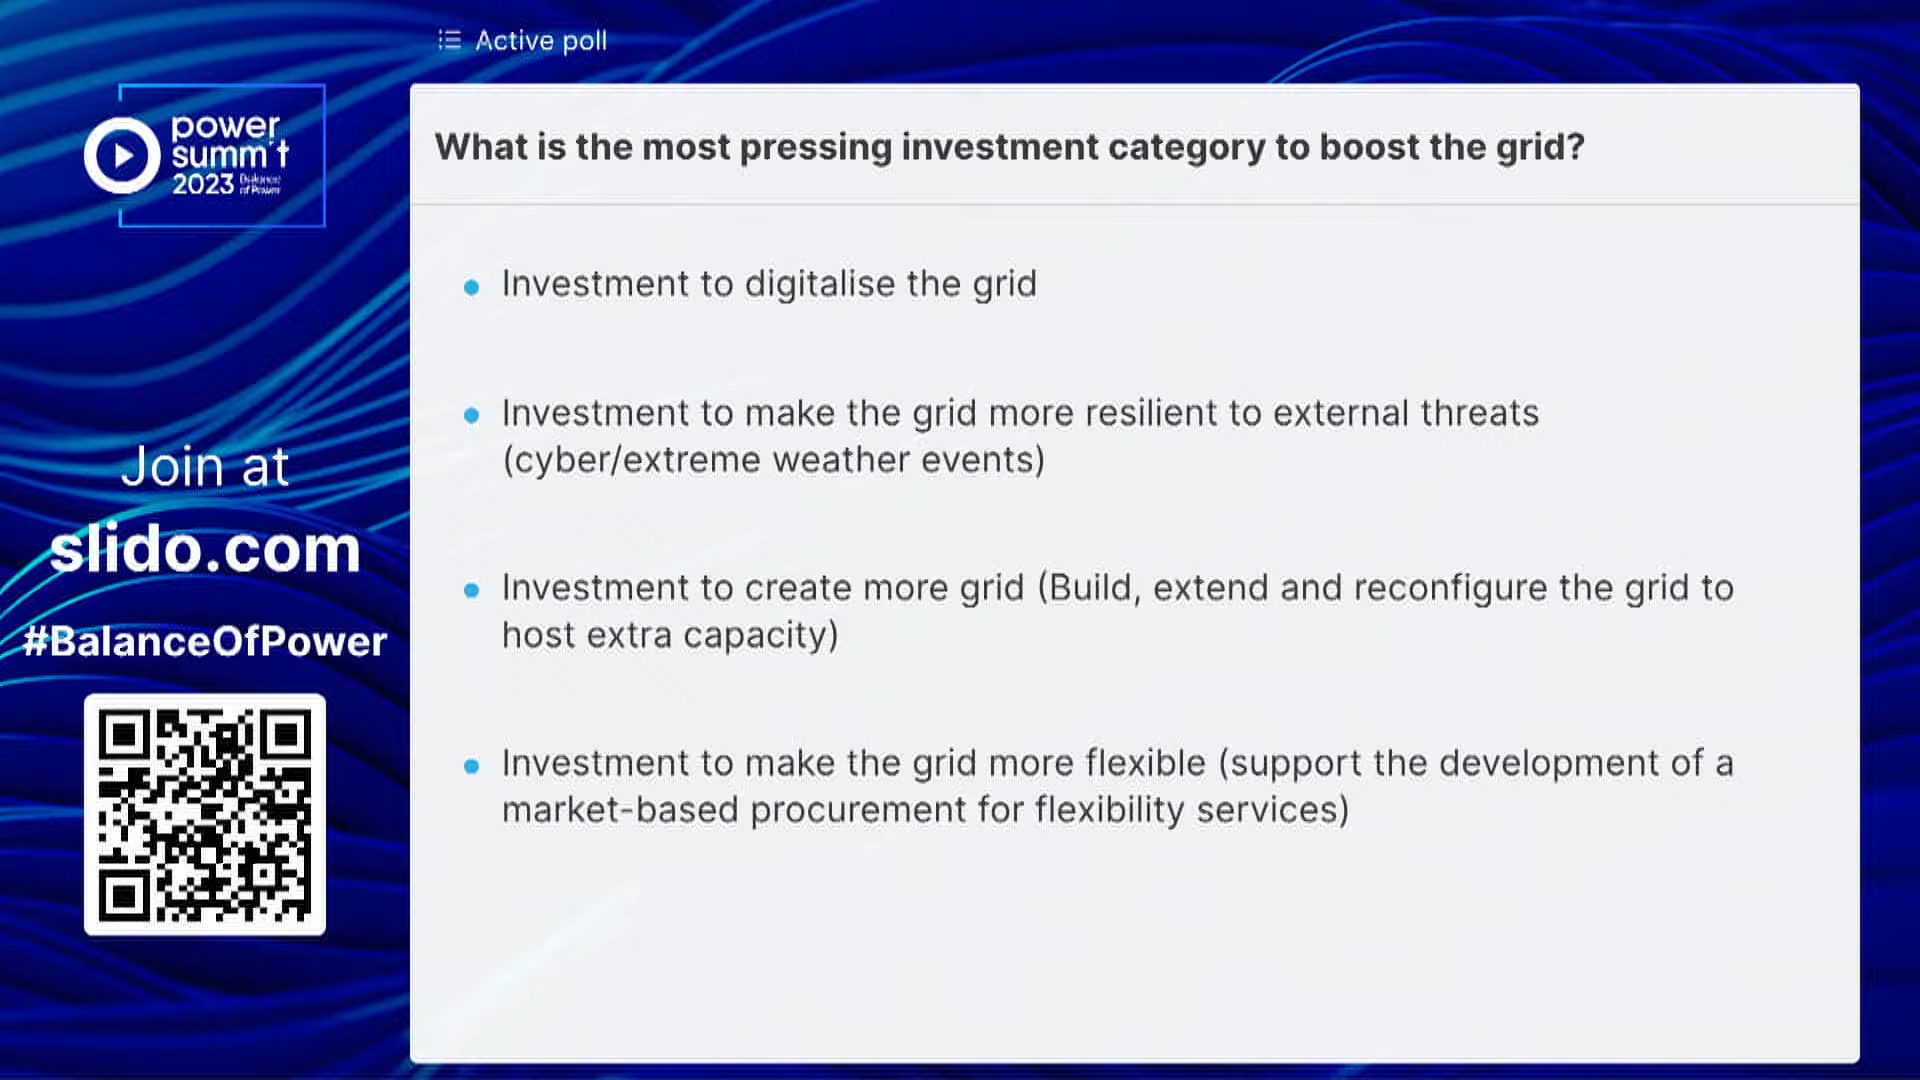 Active poll
power
summ't
2023 Balance
of Power
What is the most pressing investment category to boost the grid?
Investment to digitalise the grid
Investment to make the grid more resilient to external threats
(cyber/extreme weather events)
Investment to create more grid (Build, extend and reconfigure the grid to
host extra capacity)
Investment to make the grid more flexible (support the development of a
market-based procurement for flexibility services)
Join at
slido.com
#BalanceOfPower